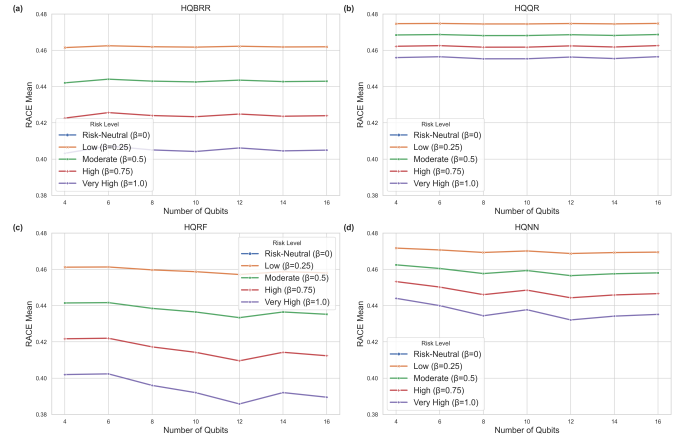 (a)
HQBRR
0.48
0.46
0.44
0.42
0.40
0.38
RACE Mean
Risk Level
Risk-Neutral (β=0)
Low (β=0.25)
Moderate (β=0.5)
High (β=0.75)
Very High (β=1.0)
4 6 8 10 12 14 16
Number of Qubits
(b)
HQQR
0.48
0.46
0.44
0.42
0.40
0.38
RACE Mean
Risk Level
Risk-Neutral (β=0)
Low (β=0.25)
Moderate (β=0.5)
High (β=0.75)
Very High (β=1.0)
4 6 8 10 12 14 16
Number of Qubits
(c)
HQRF
0.48
0.46
0.44
0.42
0.40
0.38
RACE Mean
Risk Level
Risk-Neutral (β=0)
Low (β=0.25)
Moderate (β=0.5)
High (β=0.75)
Very High (β=1.0)
4 6 8 10 12 14 16
Number of Qubits
(d)
HQNN
0.48
0.46
0.44
0.42
0.40
0.38
RACE Mean
Risk Level
Risk-Neutral (β=0)
Low (β=0.25)
Moderate (β=0.5)
High (β=0.75)
Very High (β=1.0)
4 6 8 10 12 14 16
Number of Qubits